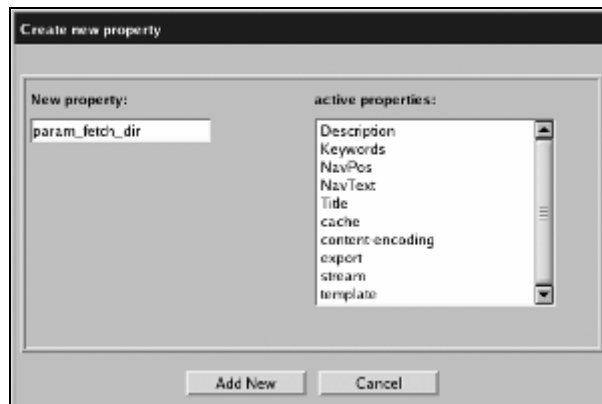 Create new property
New property:
param_fetch_dir
active properties:
Description
Keywords
NavPos
NavText
Title
cache
content-encoding
export
stream
template
Add New
Cancel